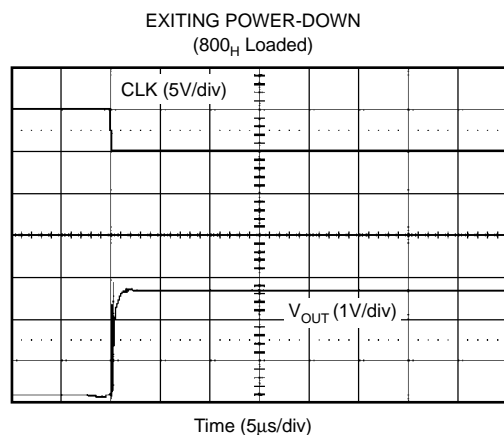 EXITING POWER-DOWN
(800H Loaded)
CLK (5V/div)
VOUT (1V/div)
Time (5μs/div)